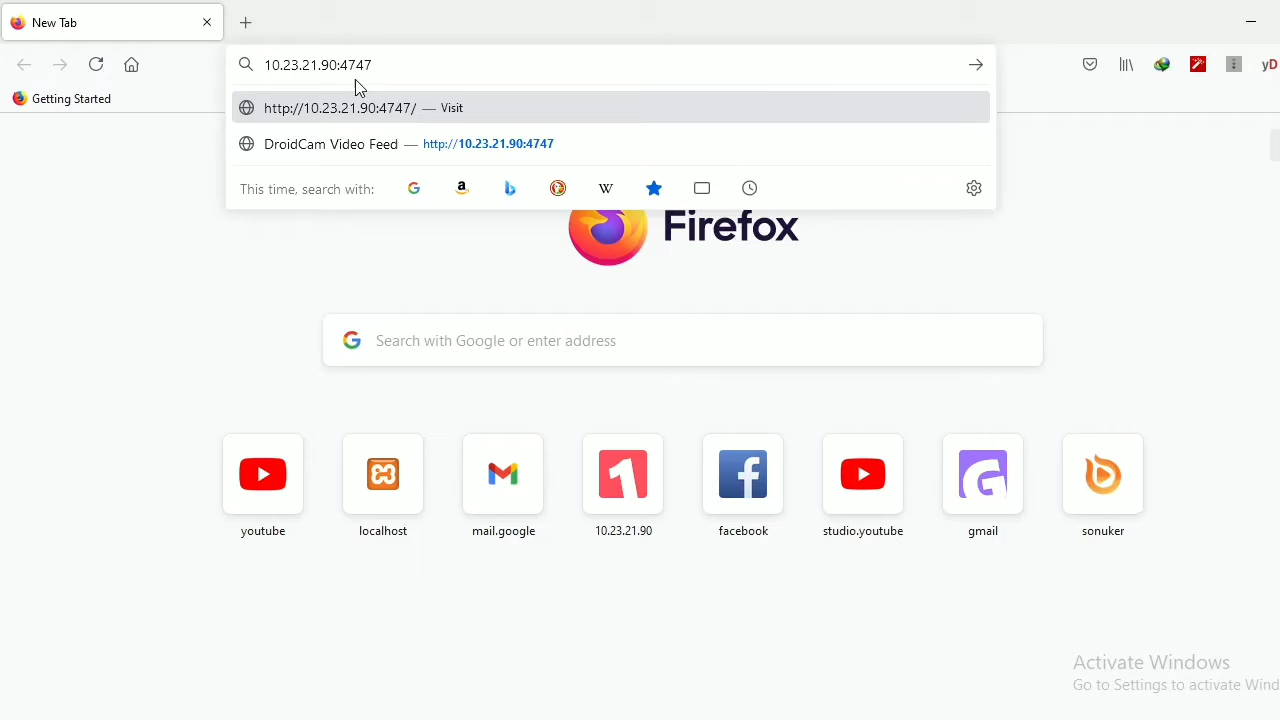 New Tab
10.23.21.90:4747
yD
Getting Started
http://10.23.21.90:4747/ — Visit
DroidCam Video Feed — http://10.23.21.90:4747
This time, search with:
Firefox
Search with Google or enter address
youtube
localhost
mail.google
10.23.21.90
facebook
studio.youtube
gmail
sonuker
Activate Windows
Go to Settings to activate Wind